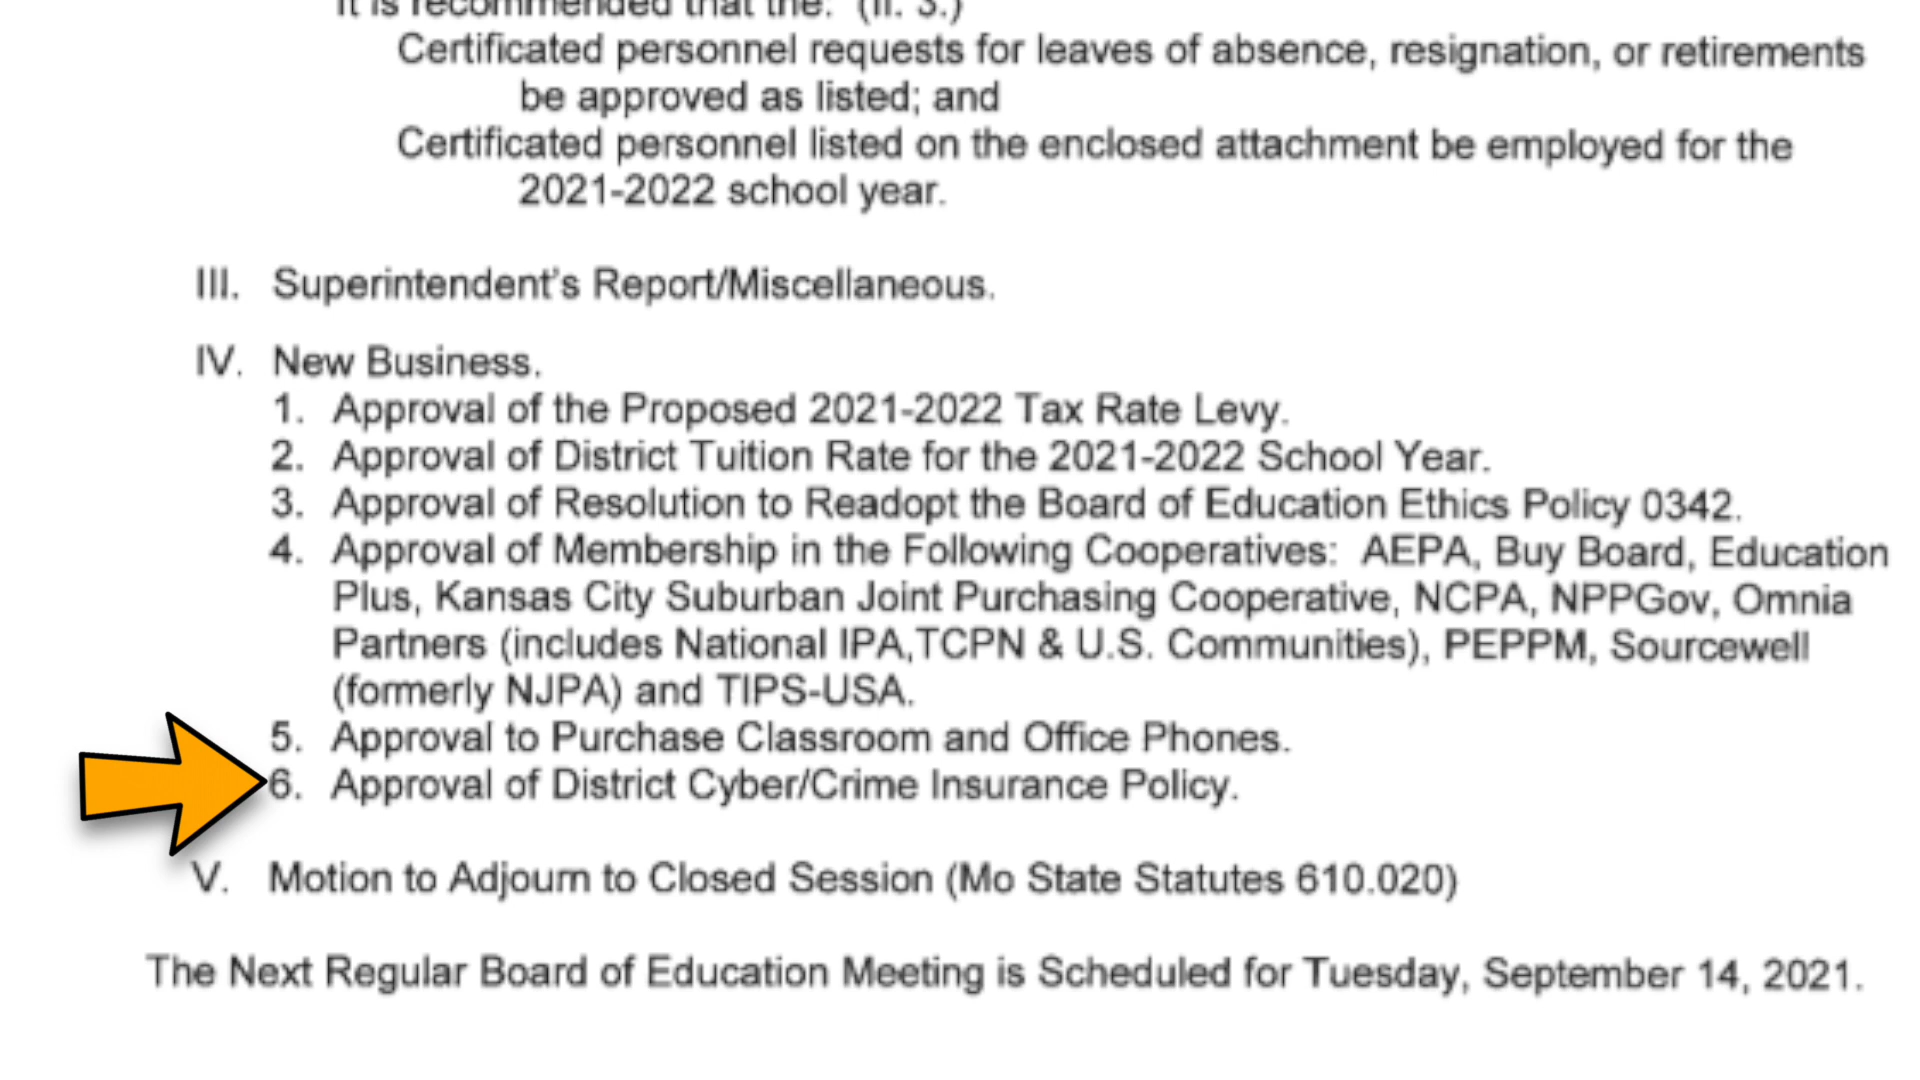 It is recommended that the: (II. 3.)
Certificated personnel requests for leaves of absence, resignation, or retirements
be approved as listed; and
Certificated personnel listed on the enclosed attachment be employed for the
2021-2022 school year.
III. Superintendent's Report/Miscellaneous.
IV. New Business.
1. Approval of the Proposed 2021-2022 Tax Rate Levy.
2. Approval of District Tuition Rate for the 2021-2022 School Year.
3. Approval of Resolution to Readopt the Board of Education Ethics Policy 0342.
4. Approval of Membership in the Following Cooperatives: AEPA, Buy Board, Education
Plus, Kansas City Suburban Joint Purchasing Cooperative, NCPA, NPPGov, Omnia
Partners (includes National IPA,TCPN & U.S. Communities), PEPPM, Sourcewell
(formerly NJPA) and TIPS-USA.
5. Approval to Purchase Classroom and Office Phones.
6. Approval of District Cyber/Crime Insurance Policy.
V. Motion to Adjourn to Closed Session (Mo State Statutes 610.020)
The Next Regular Board of Education Meeting is Scheduled for Tuesday, September 14, 2021.